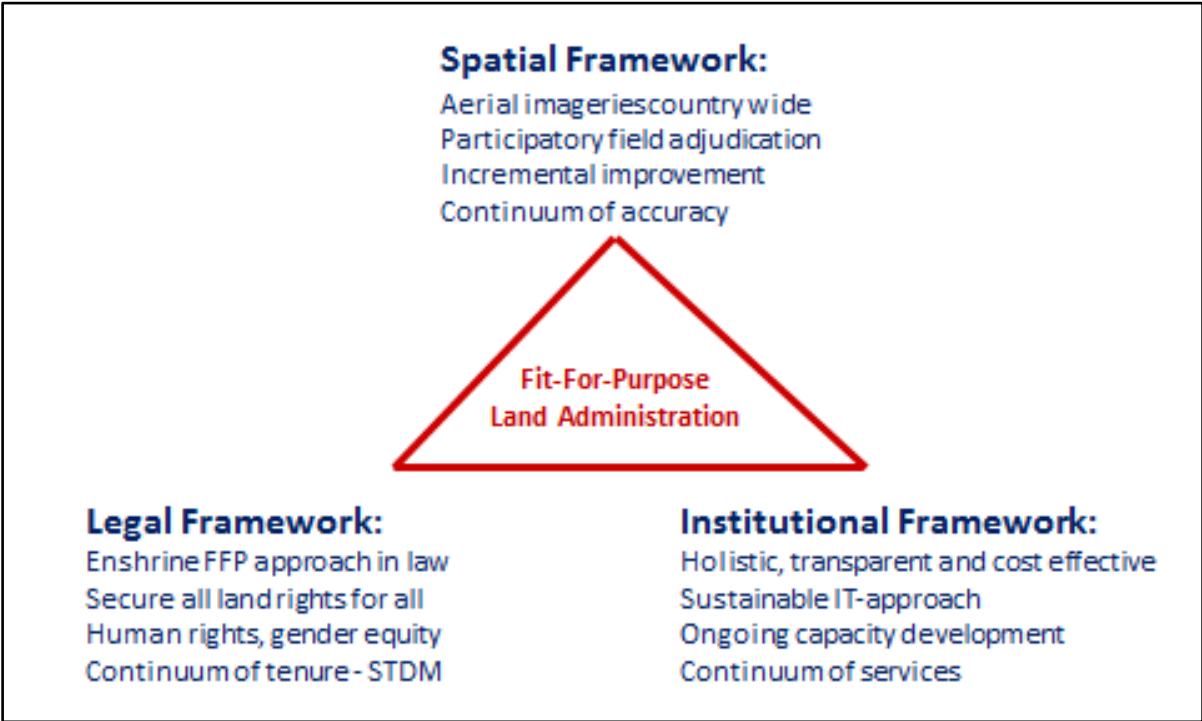 Spatial Framework:
Aerial imageriescountry wide
Participatory field adjudication
Incremental improvement
Continuum of accuracy
Fit-For-Purpose
Land Administration
Legal Framework:
Enshrine FFP approach in law
Secure all land rights for all
Human rights, gender equity
Continuum of tenure - STDM
Institutional Framework:
Holistic, transparent and cost effective
Sustainable IT-approach
Ongoing capacity development
Continuum of services